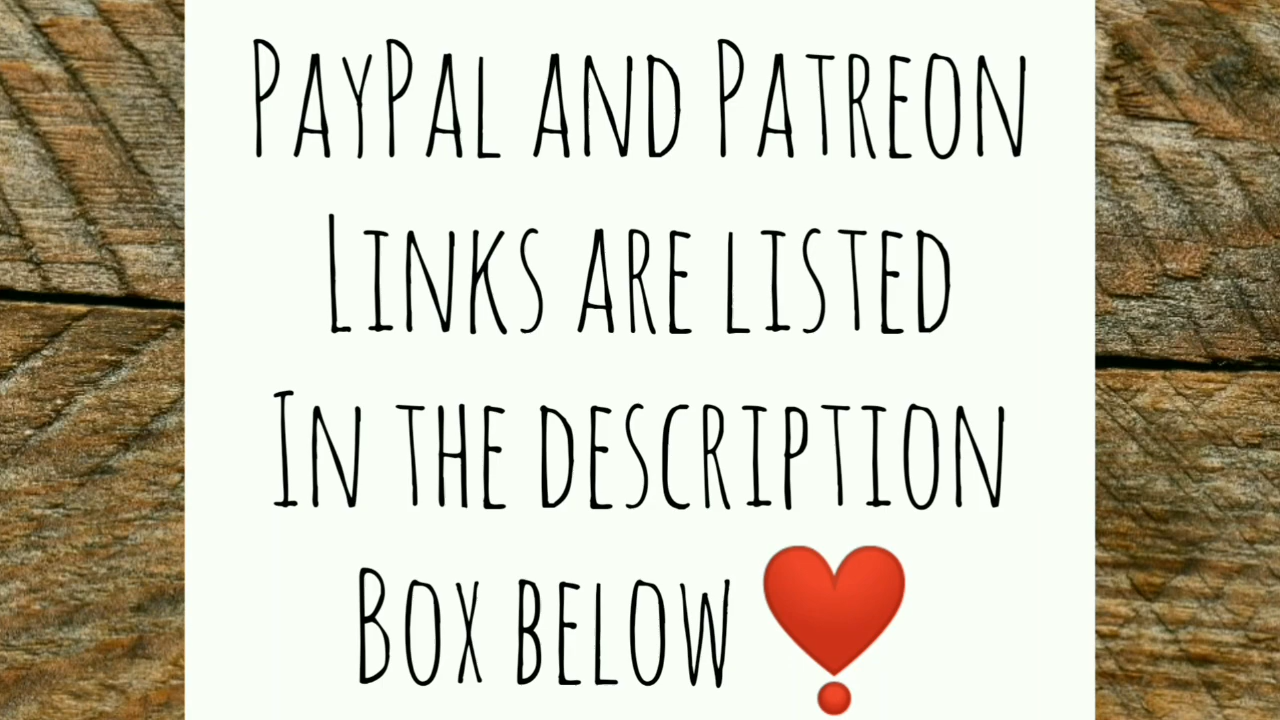 PayPal and Patreon
Links are listed
In the description
Box below ❣